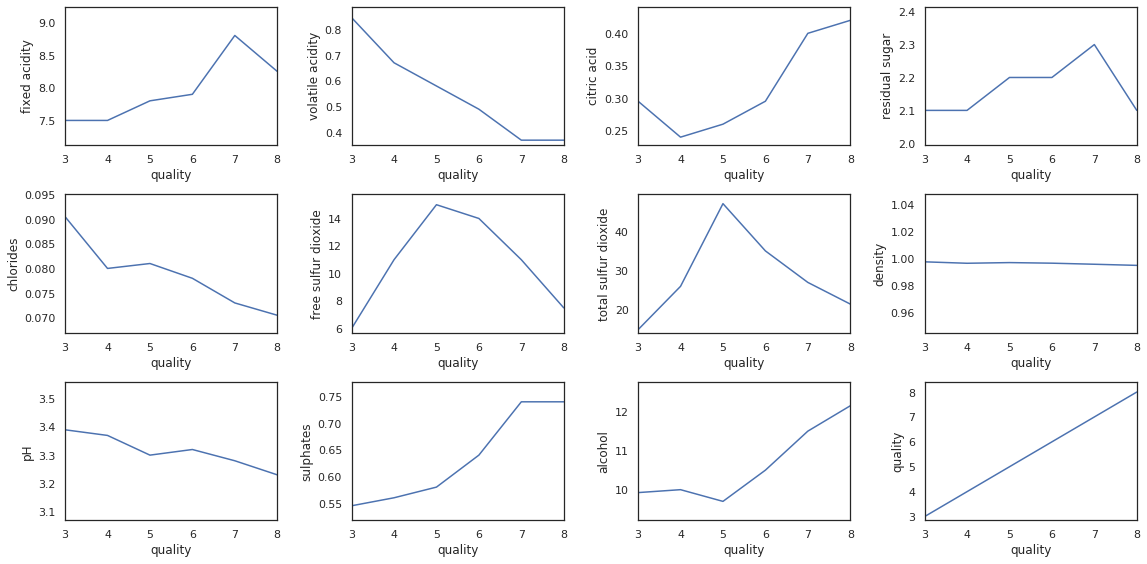 fixed acidity
9.0
8.5
8.0
7.5
3 4 5 6 7 8
quality
volatile acidity
0.8
0.7
0.6
0.5
0.4
3 4 5 6 7 8
quality
citric acid
0.40
0.35
0.30
0.25
3 4 5 6 7 8
quality
residual sugar
2.4
2.3
2.2
2.1
2.0
3 4 5 6 7 8
quality
chlorides
0.095
0.090
0.085
0.080
0.075
0.070
3 4 5 6 7 8
quality
free sulfur dioxide
14
12
10
8
6
3 4 5 6 7 8
quality
total sulfur dioxide
40
30
20
3 4 5 6 7 8
quality
density
1.04
1.02
1.00
0.98
0.96
3 4 5 6 7 8
quality
pH
3.5
3.4
3.3
3.2
3.1
3 4 5 6 7 8
quality
sulphates
0.75
0.70
0.65
0.60
0.55
3 4 5 6 7 8
quality
alcohol
12
11
10
3 4 5 6 7 8
quality
quality
8
7
6
5
4
3
3 4 5 6 7 8
quality